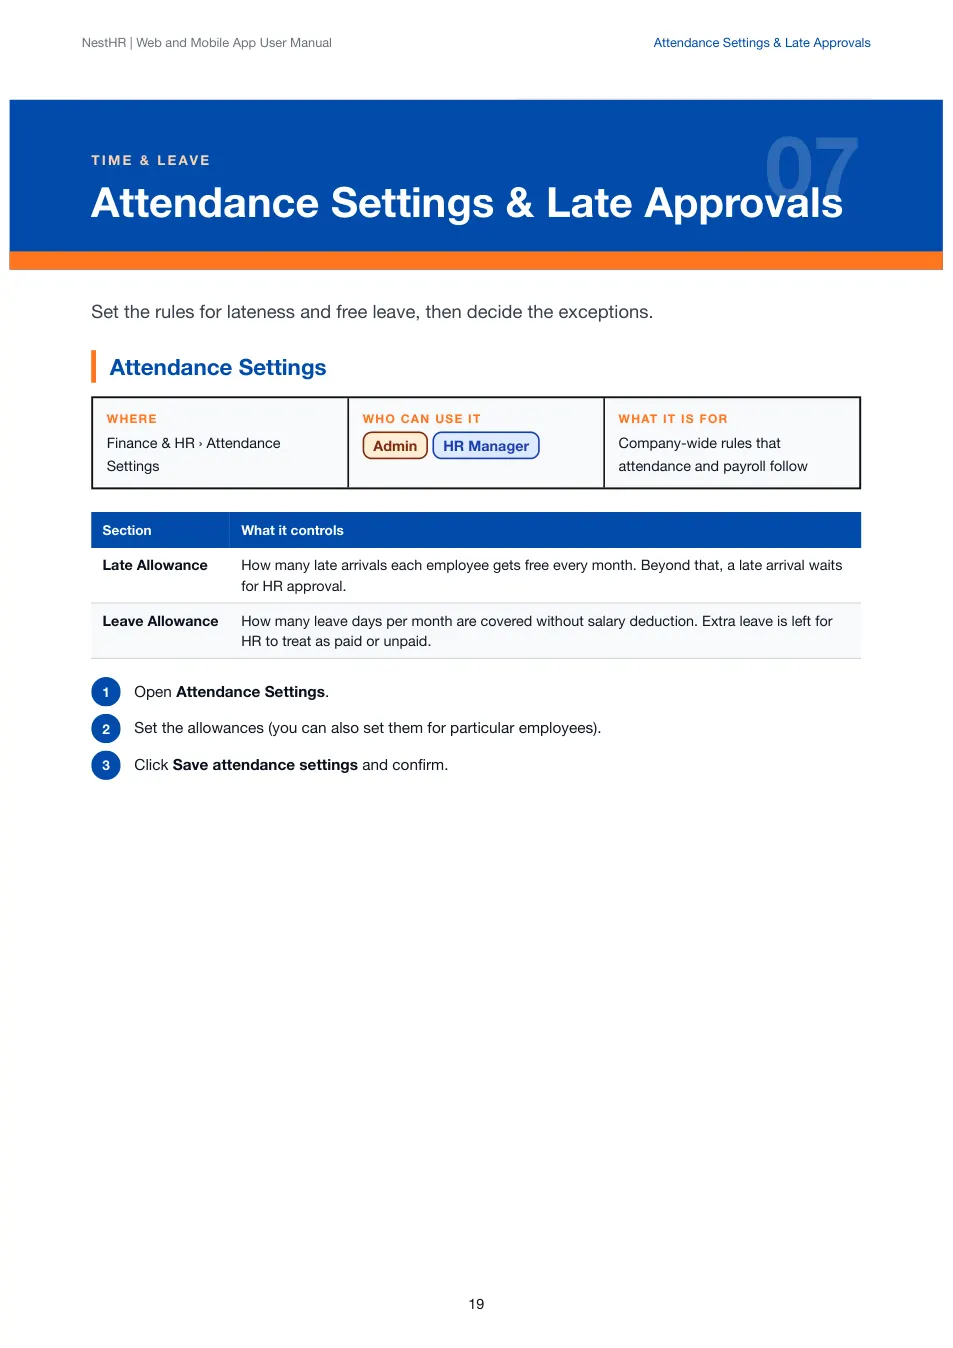 NestHR | Web and Mobile App User Manual
Attendance Settings & Late Approvals
07
TIME & LEAVE
Attendance Settings & Late Approvals
Set the rules for lateness and free leave, then decide the exceptions.
Attendance Settings
WHERE
Finance & HR › Attendance
Settings
WHO CAN USE IT
Admin HR Manager
WHAT IT IS FOR
Company-wide rules that
attendance and payroll follow
Section What it controls
Late Allowance How many late arrivals each employee gets free every month. Beyond that, a late arrival waits
for HR approval.
Leave Allowance How many leave days per month are covered without salary deduction. Extra leave is left for
HR to treat as paid or unpaid.
1 Open Attendance Settings.
2 Set the allowances (you can also set them for particular employees).
3 Click Save attendance settings and confirm.
19